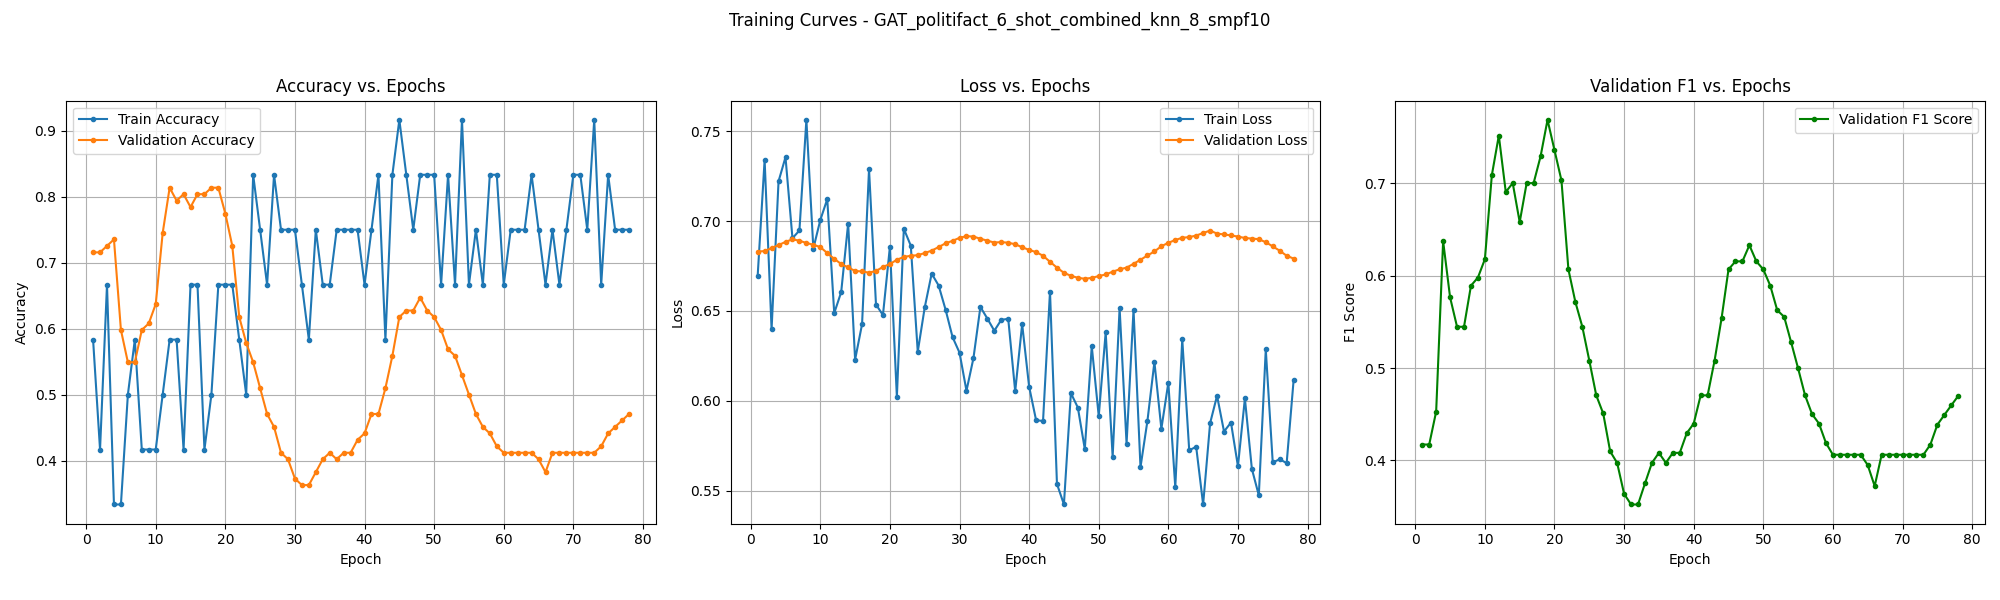 Training Curves - GAT_politifact_6_shot_combined_knn_8_smpf10
Accuracy vs. Epochs
Train Accuracy
Validation Accuracy
Accuracy
0.9
0.8
0.7
0.6
0.5
0.4
0 10 20 30 40 50 60 70 80
Epoch
Loss vs. Epochs
Train Loss
Validation Loss
Loss
0.75
0.70
0.65
0.60
0.55
0 10 20 30 40 50 60 70 80
Epoch
Validation F1 vs. Epochs
Validation F1 Score
F1 Score
0.7
0.6
0.5
0.4
0 10 20 30 40 50 60 70 80
Epoch